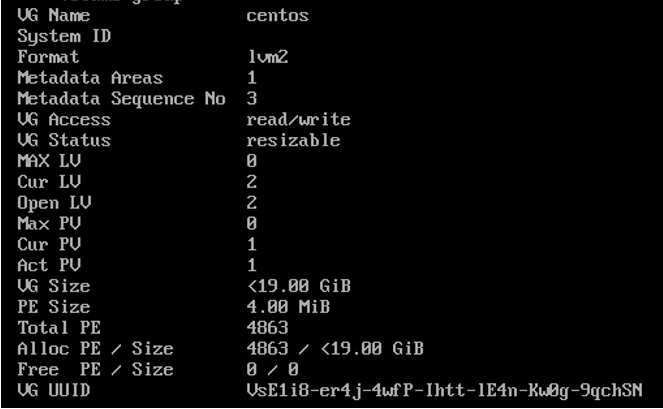 VG Name               centos
System ID
Format                lvm2
Metadata Areas        1
Metadata Sequence No  3
VG Access             read/write
VG Status             resizable
MAX LV                0
Cur LV                2
Open LV               2
Max PV                0
Cur PV                1
Act PV                1
VG Size               <19.00 GiB
PE Size               4.00 MiB
Total PE              4863
Alloc PE / Size       4863 / <19.00 GiB
Free  PE / Size       0 / 0
VG UUID               VsE1i8-er4j-4wfP-Ihtt-lE4n-Kw0g-9qchSN